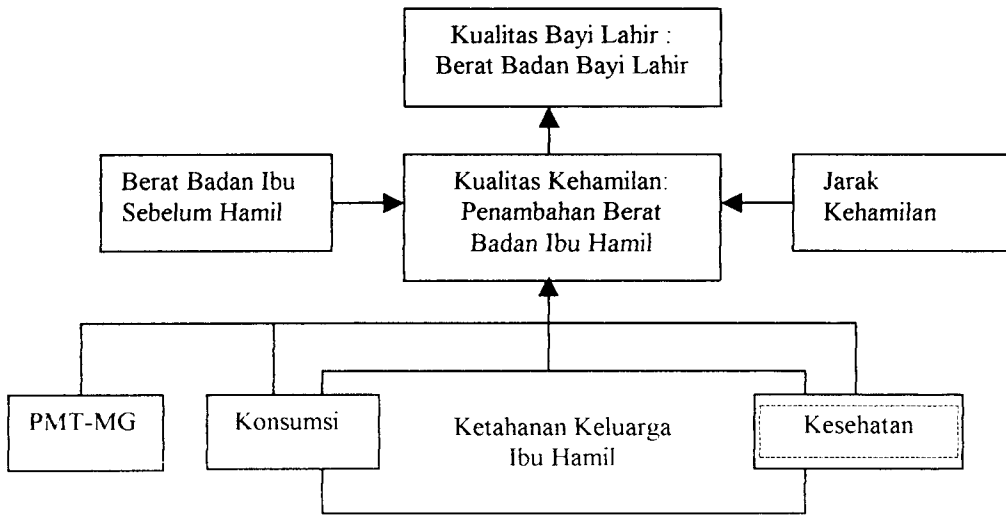 Kualitas Bayi Lahir :
Berat Badan Bayi Lahir
Berat Badan Ibu
Sebelum Hamil
Kualitas Kehamilan:
Penambahan Berat
Badan Ibu Hamil
Jarak
Kehamilan
PMT-MG
Konsumsi
Ketahanan Keluarga
Ibu Hamil
Kesehatan